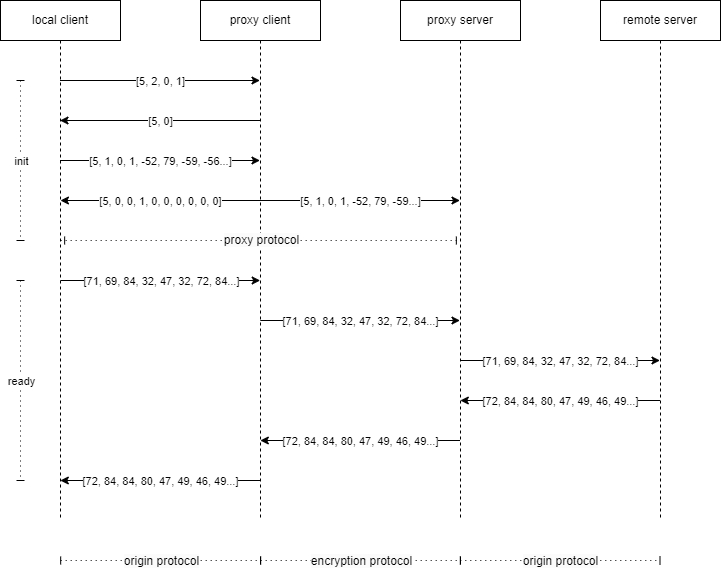 local client
proxy client
proxy server
remote server
[5, 2, 0, 1]
[5, 0]
init
[5, 1, 0, 1, -52, 79, -59, -56...]
[5, 0, 0, 1, 0, 0, 0, 0, 0, 0]
[5, 1, 0, 1, -52, 79, -59...]
proxy protocol
[71, 69, 84, 32, 47, 32, 72, 84...]
[71, 69, 84, 32, 47, 32, 72, 84...]
[71, 69, 84, 32, 47, 32, 72, 84...]
ready
[72, 84, 84, 80, 47, 49, 46, 49...]
[72, 84, 84, 80, 47, 49, 46, 49...]
[72, 84, 84, 80, 47, 49, 46, 49...]
origin protocol
encryption protocol
origin protocol